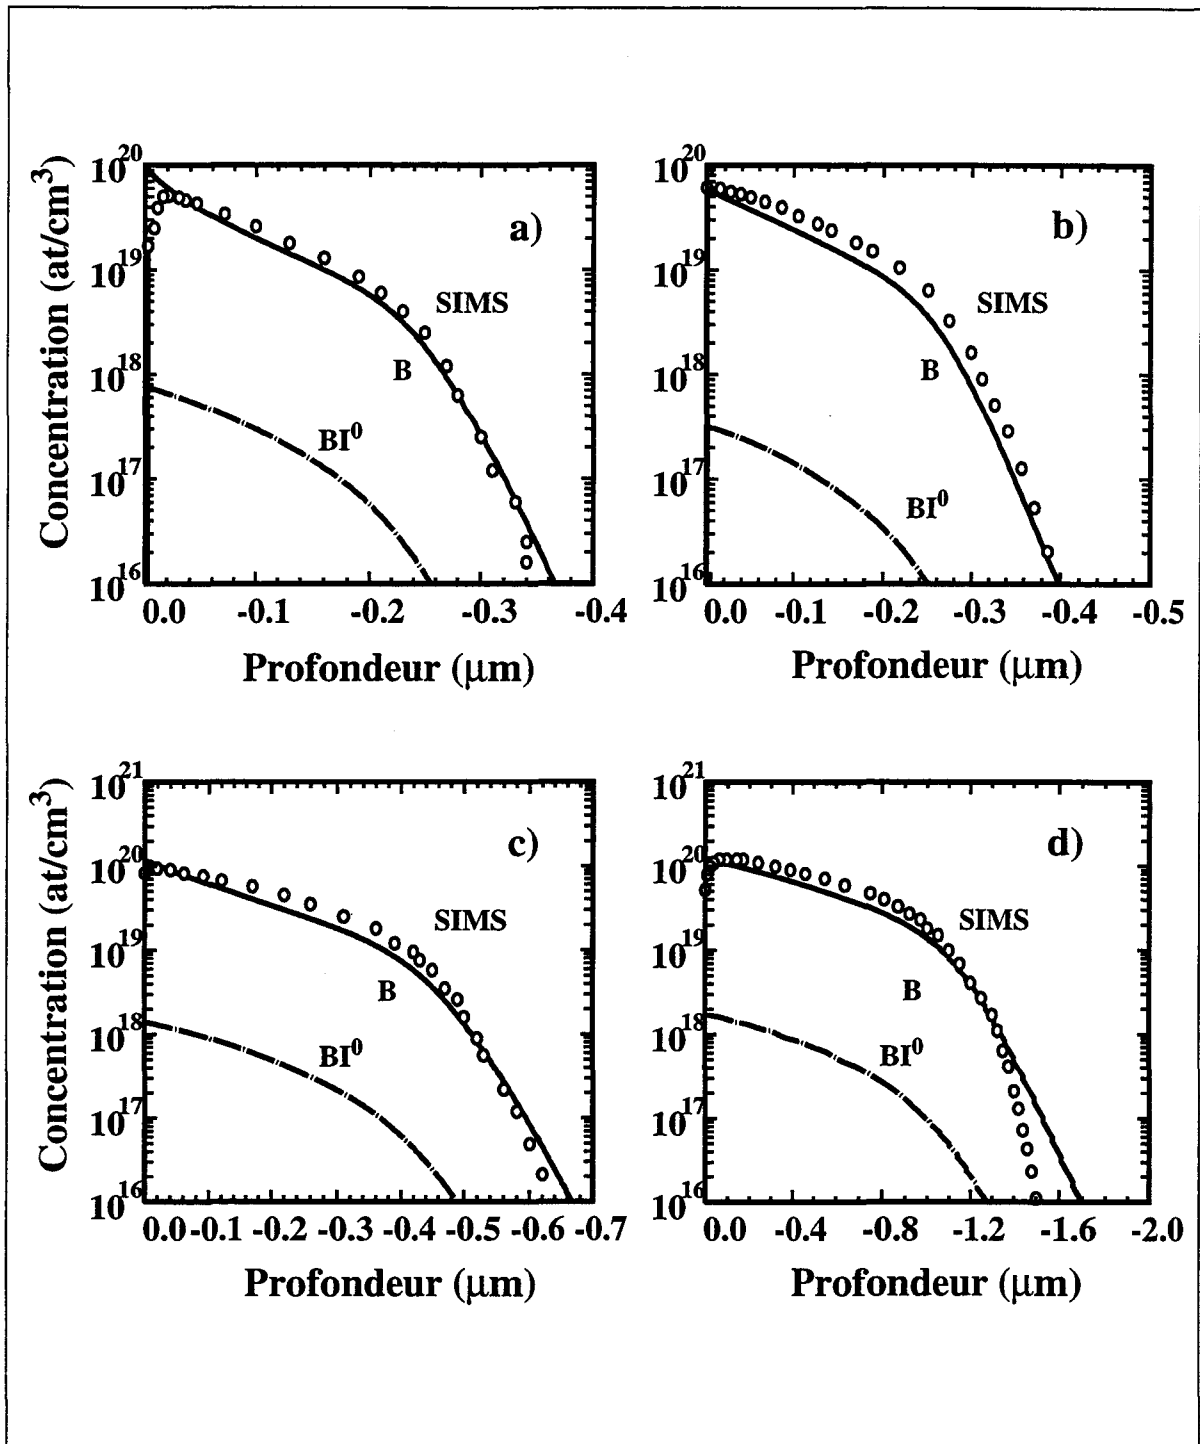 a)
Concentration (at/cm³)
10²⁰
10¹⁹
10¹⁸
10¹⁷
10¹⁶
SIMS
B
BI⁰
0.0 -0.1 -0.2 -0.3 -0.4
Profondeur (μm)
b)
10²⁰
10¹⁹
10¹⁸
10¹⁷
10¹⁶
SIMS
B
BI⁰
0.0 -0.1 -0.2 -0.3 -0.4 -0.5
Profondeur (μm)
c)
Concentration (at/cm³)
10²¹
10²⁰
10¹⁹
10¹⁸
10¹⁷
10¹⁶
SIMS
B
BI⁰
0.0 -0.1 -0.2 -0.3 -0.4 -0.5 -0.6 -0.7
Profondeur (μm)
d)
10²¹
10²⁰
10¹⁹
10¹⁸
10¹⁷
10¹⁶
SIMS
B
BI⁰
0.0 -0.4 -0.8 -1.2 -1.6 -2.0
Profondeur (μm)